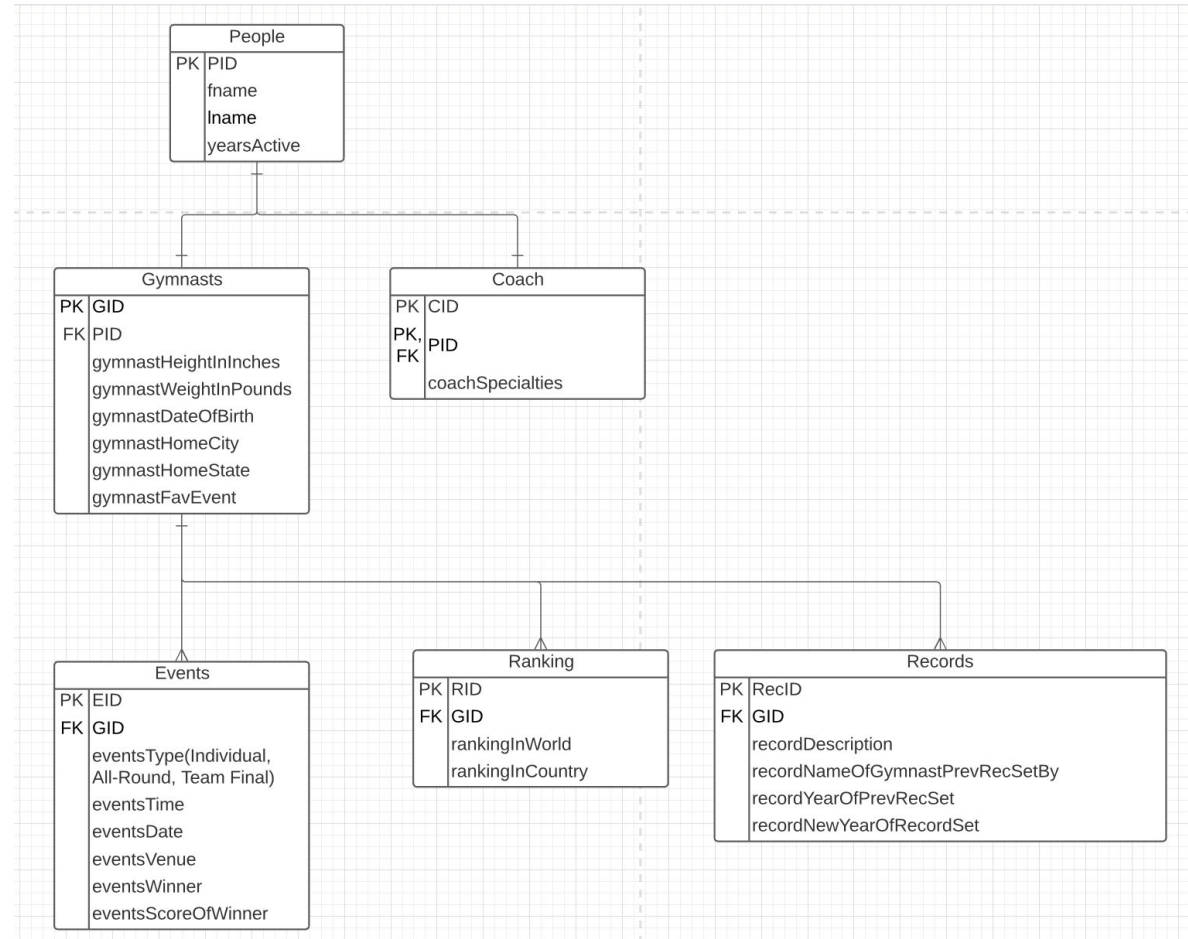 People
PK PID
fname
lname
yearsActive
Gymnasts
PK GID
FK PID
gymnastHeightInInches
gymnastWeightInPounds
gymnastDateOfBirth
gymnastHomeCity
gymnastHomeState
gymnastFavEvent
Coach
PK CID
PK,
FK PID
coachSpecialties
Events
PK EID
FK GID
eventsType(Individual,
All-Round, Team Final)
eventsTime
eventsDate
eventsVenue
eventsWinner
eventsScoreOfWinner
Ranking
PK RID
FK GID
rankingInWorld
rankingInCountry
Records
PK RecID
FK GID
recordDescription
recordNameOfGymnastPrevRecSetBy
recordYearOfPrevRecSet
recordNewYearOfRecordSet